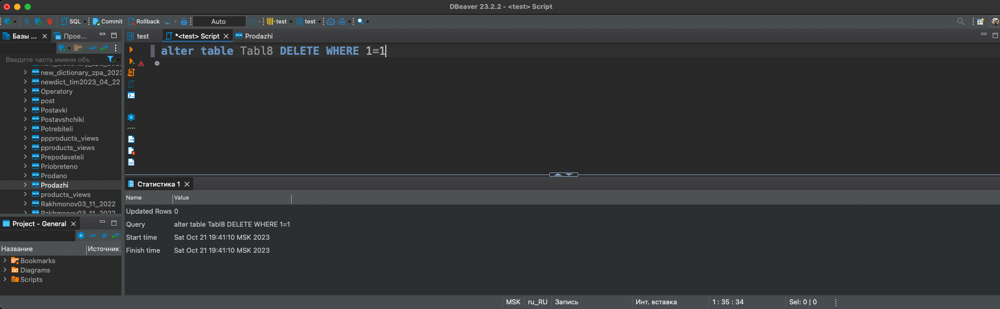 DBeaver 23.2.2 - <test> Script
SQL Commit Rollback Auto test test
Базы ... Прое...
test *<test> Script Prodazhi
Введите часть имени объ
alter table Tabl8 DELETE WHERE 1=1
new_dictionary_zpa_2023
newdict_tim2023_04_22
Operatory
post
Postavki
Postavshchiki
Potrebiteli
ppproducts_views
pproducts_views
Prepodavateli
Priobreteno
Prodano
Prodazhi
products_views
Rakhmonov03_11_2022
Rakhmonov03_11_2022
Статистика 1
Name Value
Updated Rows 0
Query alter table Tabl8 DELETE WHERE 1=1
Start time Sat Oct 21 19:41:10 MSK 2023
Finish time Sat Oct 21 19:41:10 MSK 2023
Project - General
Название Источник
Bookmarks
Diagrams
Scripts
MSK ru_RU Запись Инт. вставка 1 : 35 : 34 Sel: 0 | 0